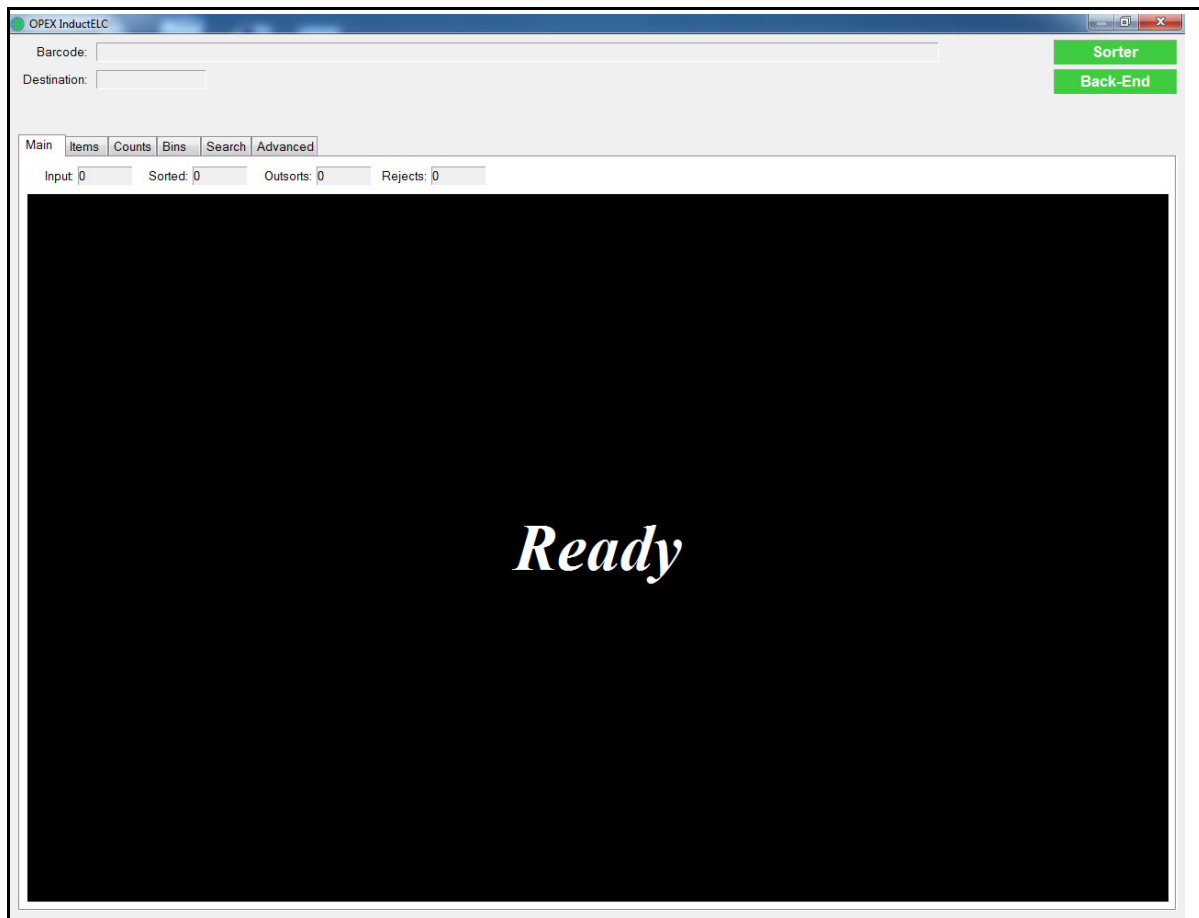 OPEX InductELC
Barcode:
Sorter
Destination:
Back-End
Main Items Counts Bins Search Advanced
Input: 0 Sorted: 0 Outsorts: 0 Rejects: 0
Ready